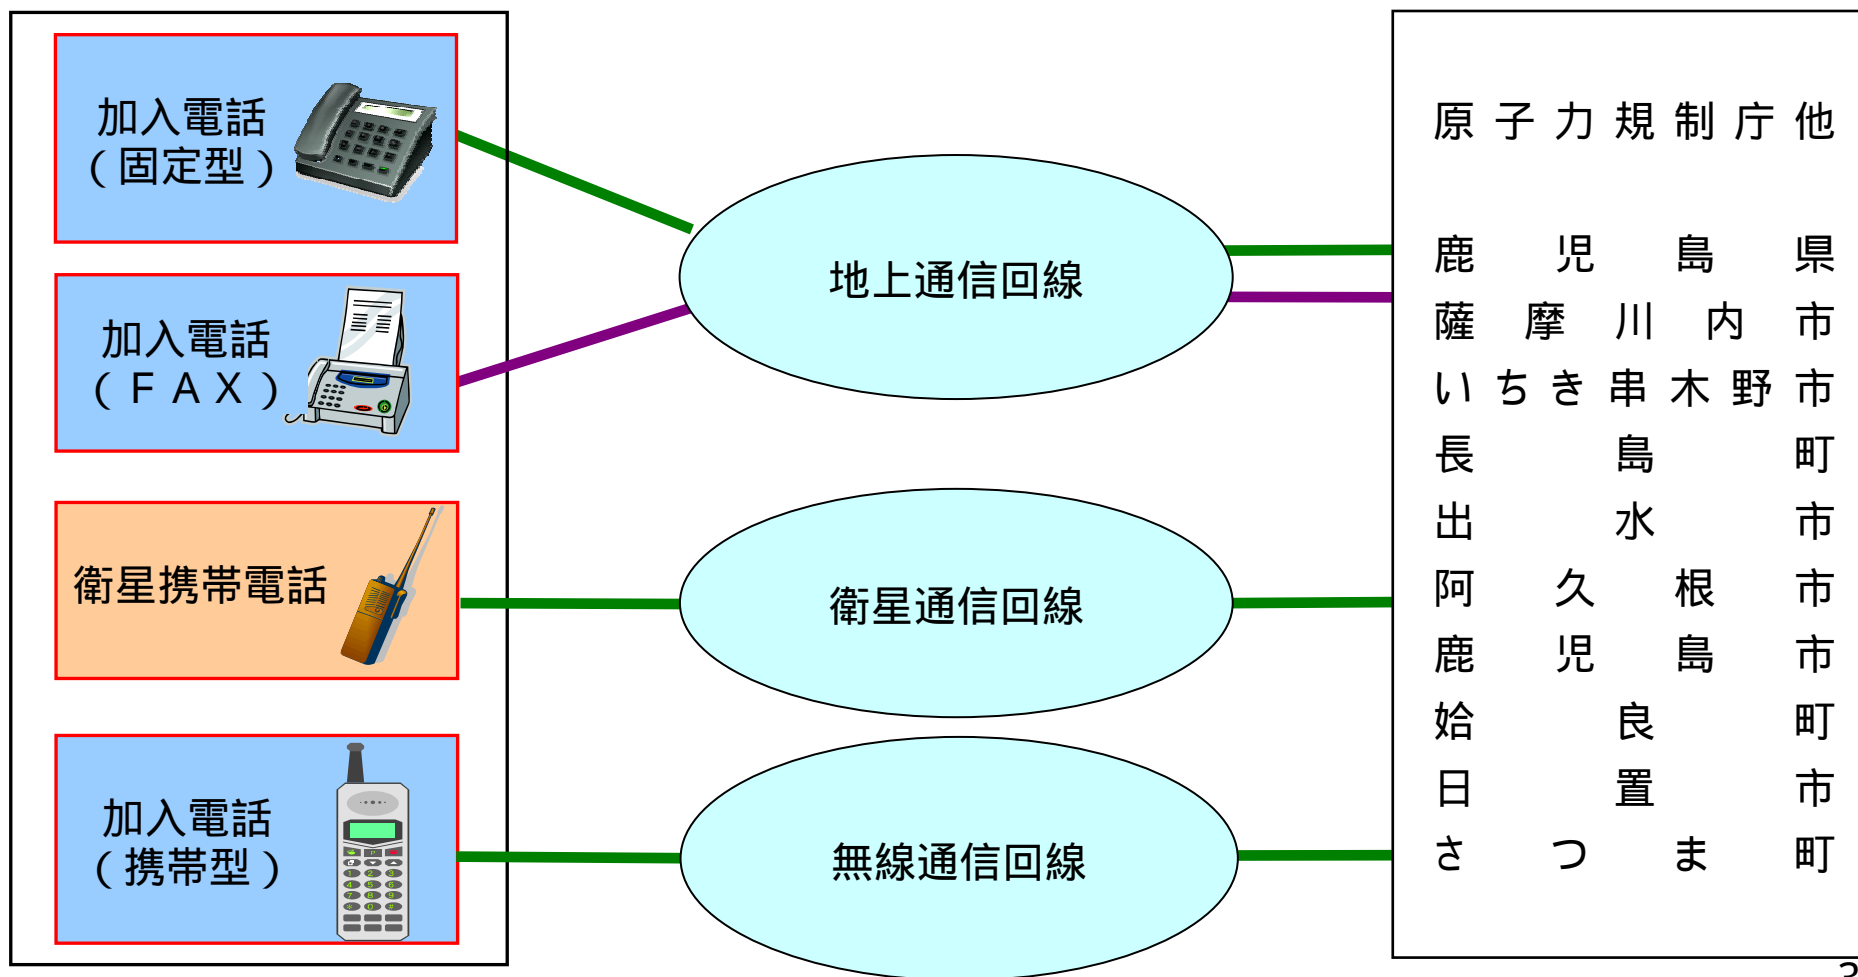 加入電話
（固定型）
加入電話
（ＦＡＸ）
衛星携帯電話
加入電話
（携帯型）
地上通信回線
衛星通信回線
無線通信回線
原子力規制庁他
鹿児島県
薩摩川内市
いちき串木野市
長島町
出水市
阿久根市
鹿児島市
姶良町
日置市
さつま町